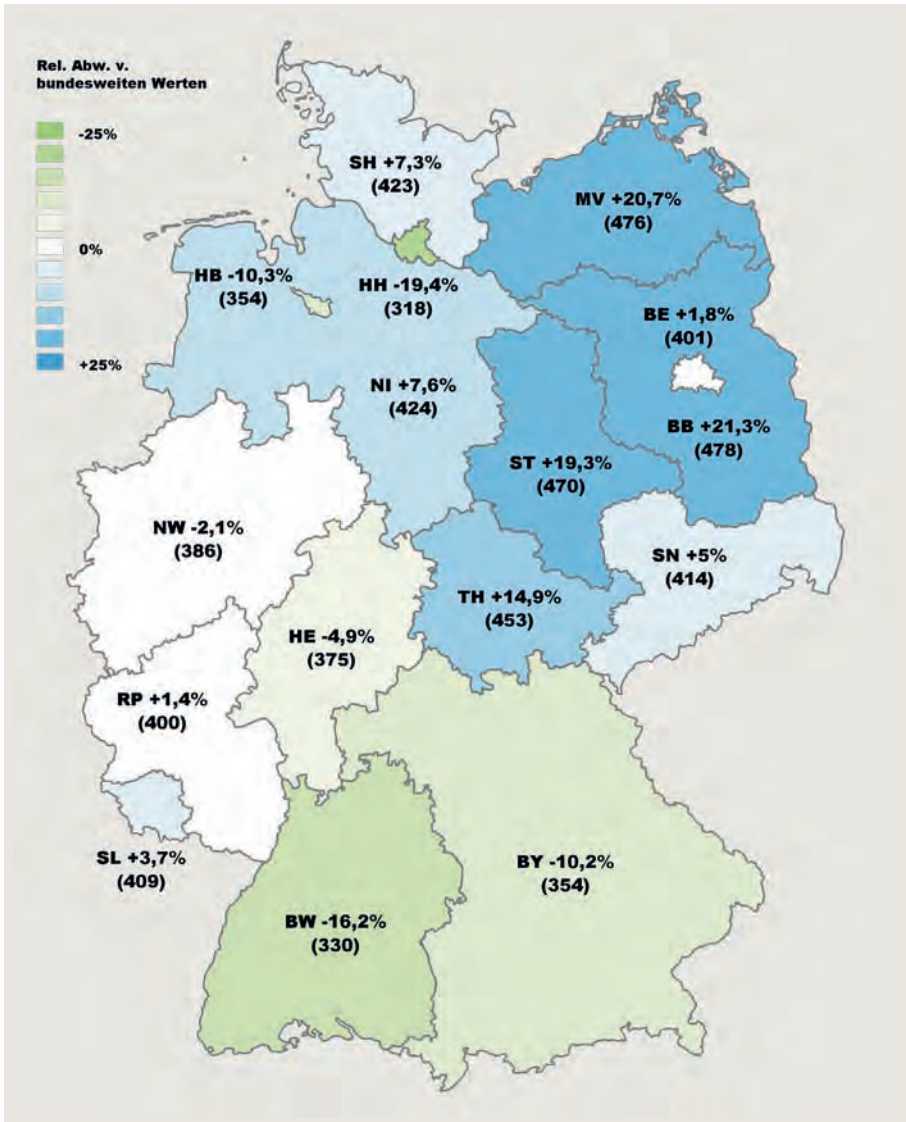 Rel. Abw. v.
bundesweiten Werten
-25%
0%
+25%
SH +7,3%
(423)
MV +20,7%
(476)
HB -10,3%
(354)
HH -19,4%
(318)
BE +1,8%
(401)
NI +7,6%
(424)
BB +21,3%
(478)
ST +19,3%
(470)
NW -2,1%
(386)
SN +5%
(414)
TH +14,9%
(453)
HE -4,9%
(375)
RP +1,4%
(400)
SL +3,7%
(409)
BY -10,2%
(354)
BW -16,2%
(330)